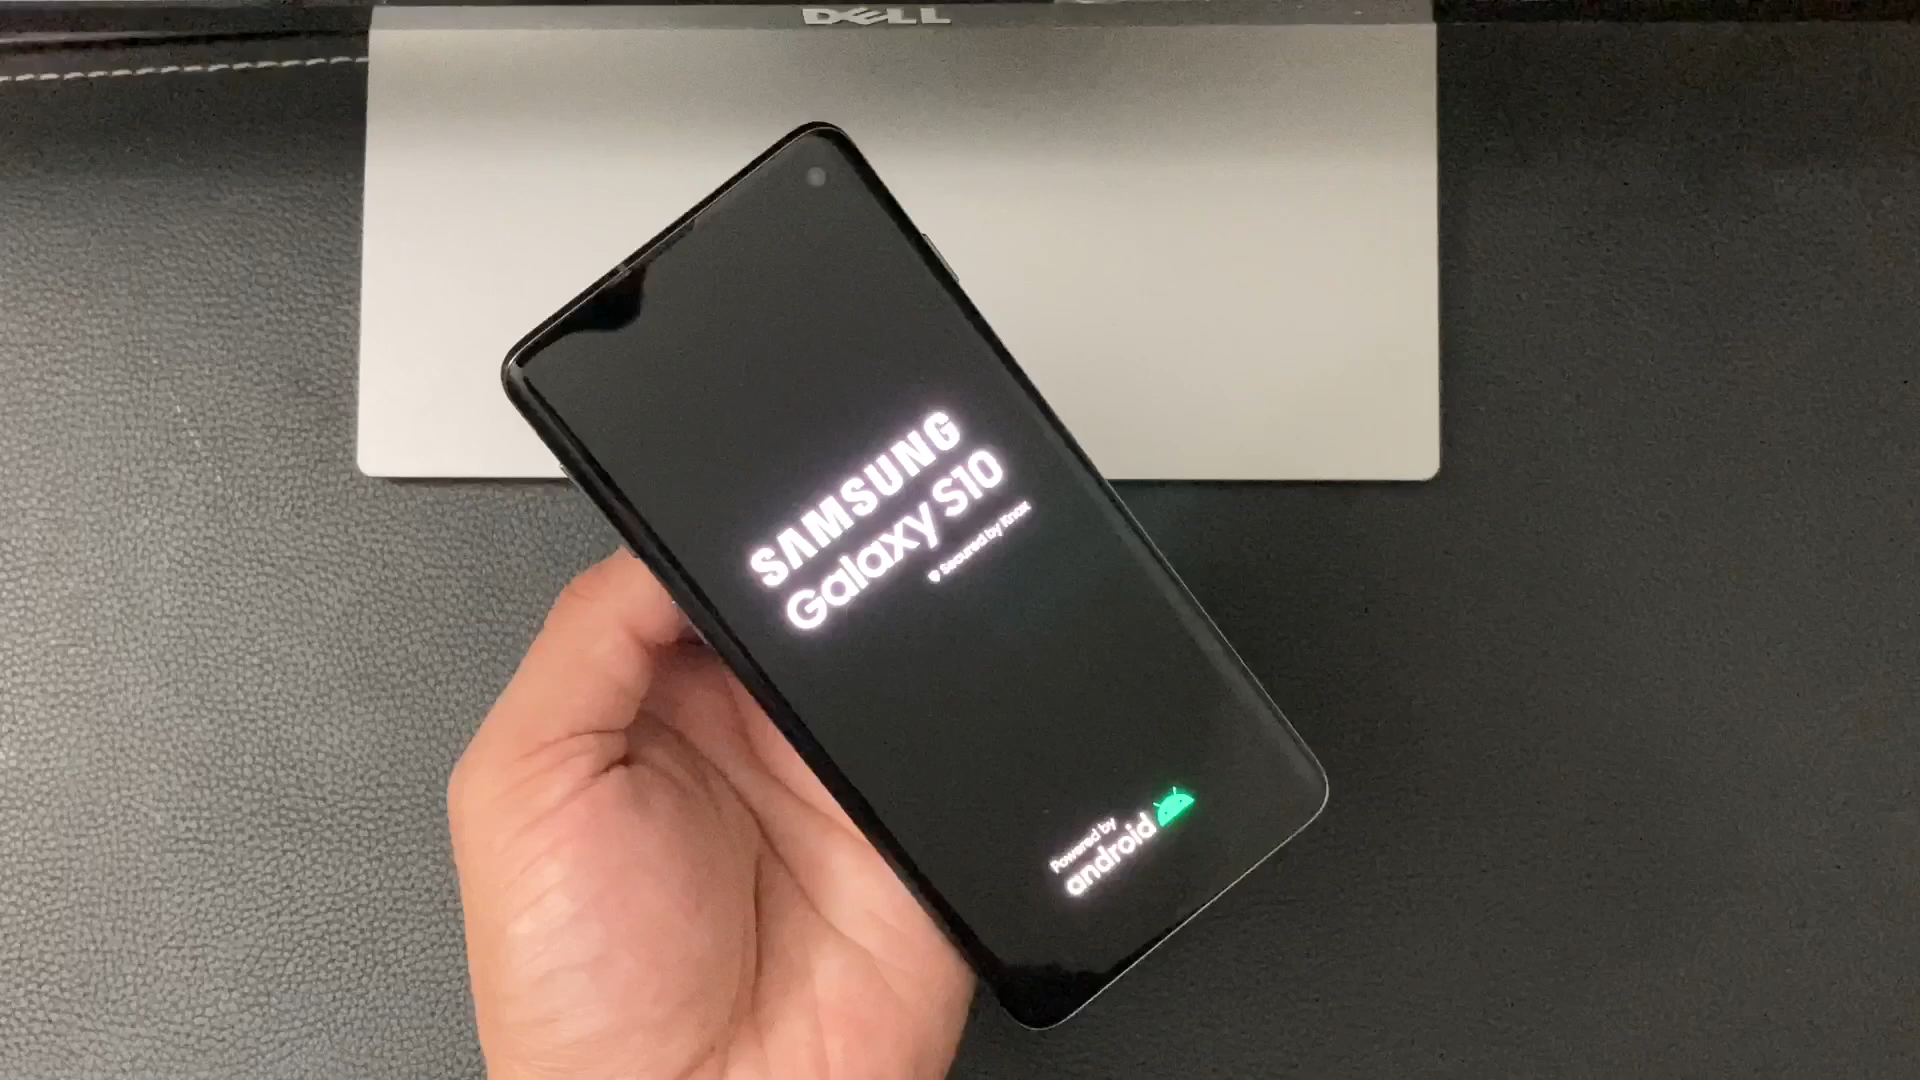 DELL
SAMSUNG
Galaxy S10
Secured by Knox
Powered by
android